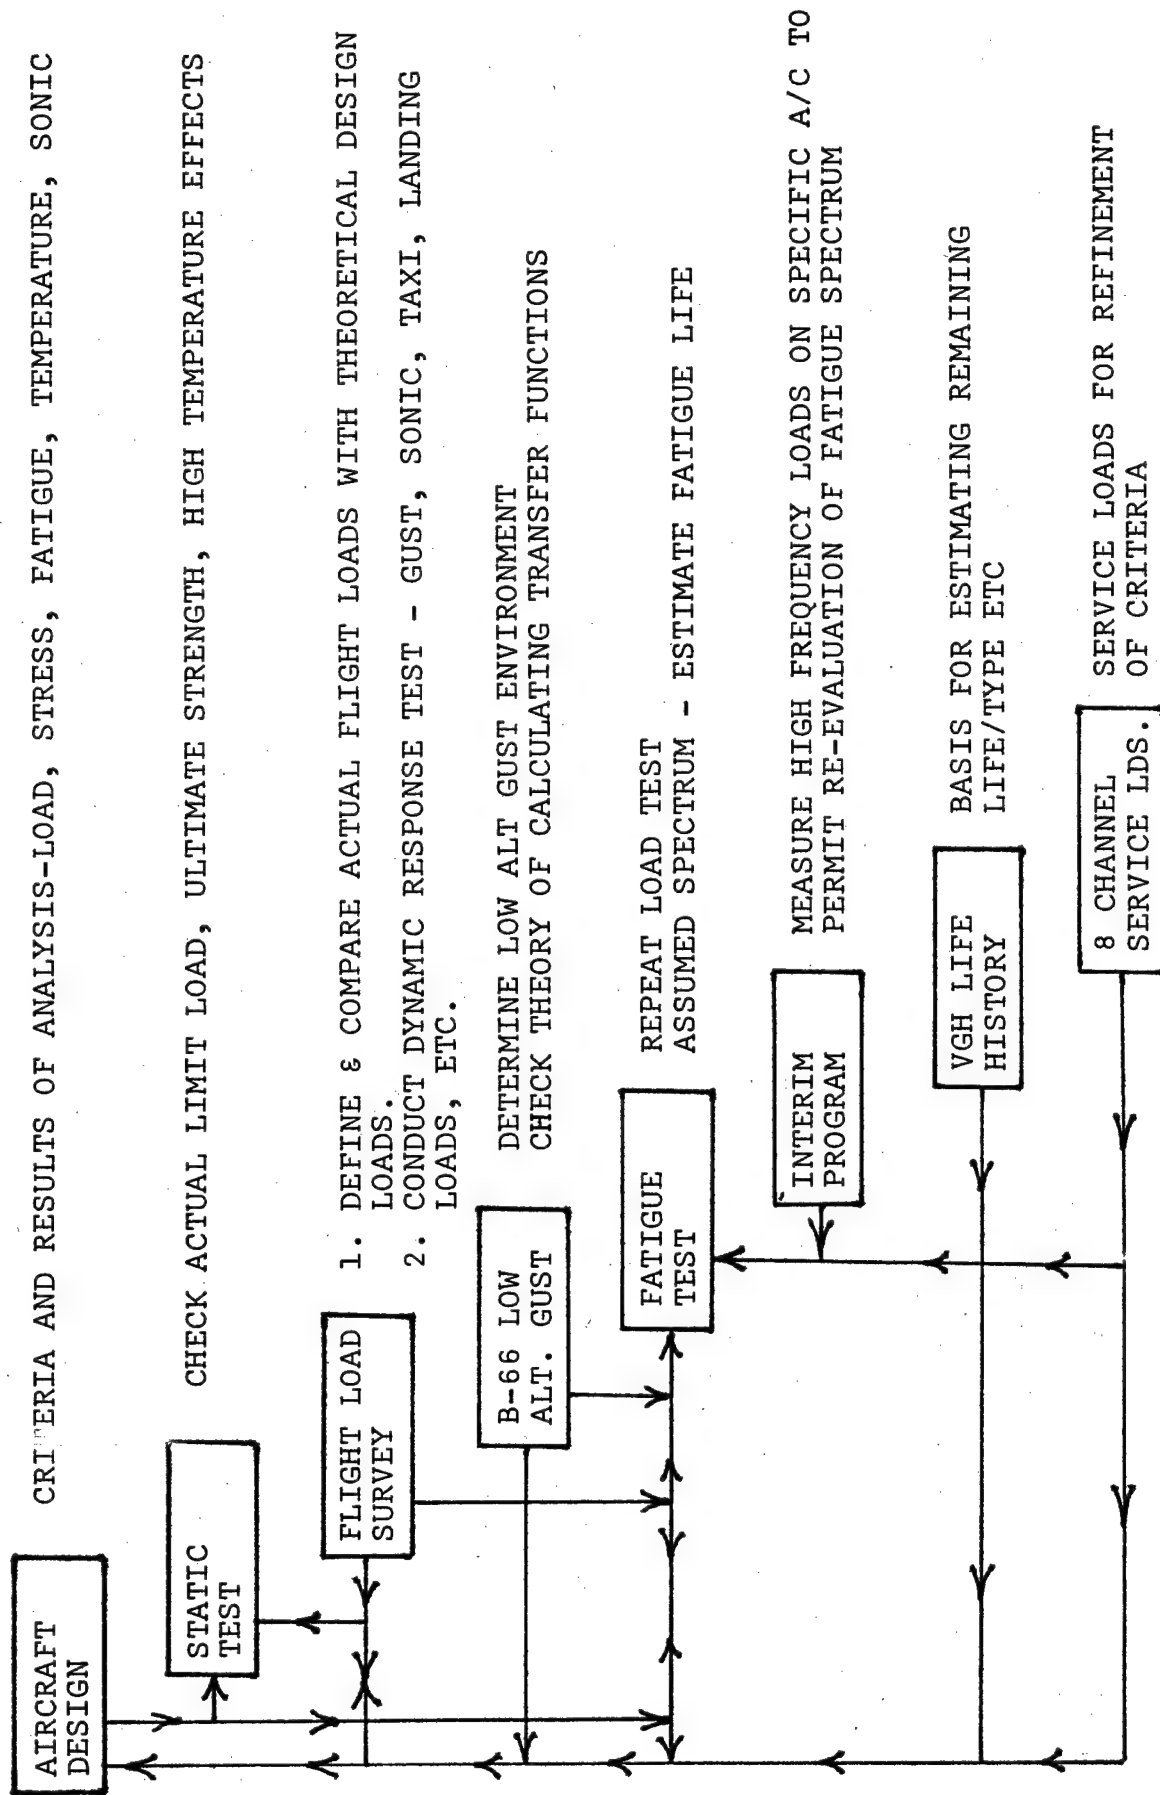 AIRCRAFT
DESIGN
CRITERIA AND RESULTS OF ANALYSIS-LOAD, STRESS, FATIGUE, TEMPERATURE, SONIC
STATIC
TEST
CHECK ACTUAL LIMIT LOAD, ULTIMATE STRENGTH, HIGH TEMPERATURE EFFECTS
FLIGHT LOAD
SURVEY
1. DEFINE & COMPARE ACTUAL FLIGHT LOADS WITH THEORETICAL DESIGN
LOADS.
2. CONDUCT DYNAMIC RESPONSE TEST - GUST, SONIC, TAXI, LANDING
LOADS, ETC.
B-66 LOW
ALT. GUST
DETERMINE LOW ALT GUST ENVIRONMENT
CHECK THEORY OF CALCULATING TRANSFER FUNCTIONS
FATIGUE
TEST
REPEAT LOAD TEST
ASSUMED SPECTRUM - ESTIMATE FATIGUE LIFE
INTERIM
PROGRAM
MEASURE HIGH FREQUENCY LOADS ON SPECIFIC A/C TO
PERMIT RE-EVALUATION OF FATIGUE SPECTRUM
VGH LIFE
HISTORY
BASIS FOR ESTIMATING REMAINING
LIFE/TYPE ETC
8 CHANNEL
SERVICE LDS.
SERVICE LOADS FOR REFINEMENT
OF CRITERIA